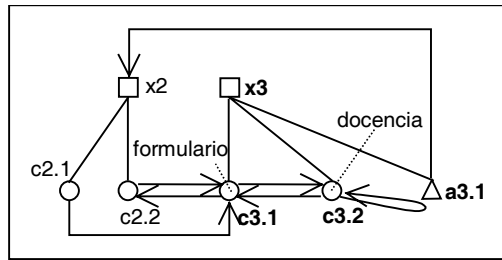 x2
x3
docencia
formulario
c2.1
a3.1
c2.2
c3.1
c3.2